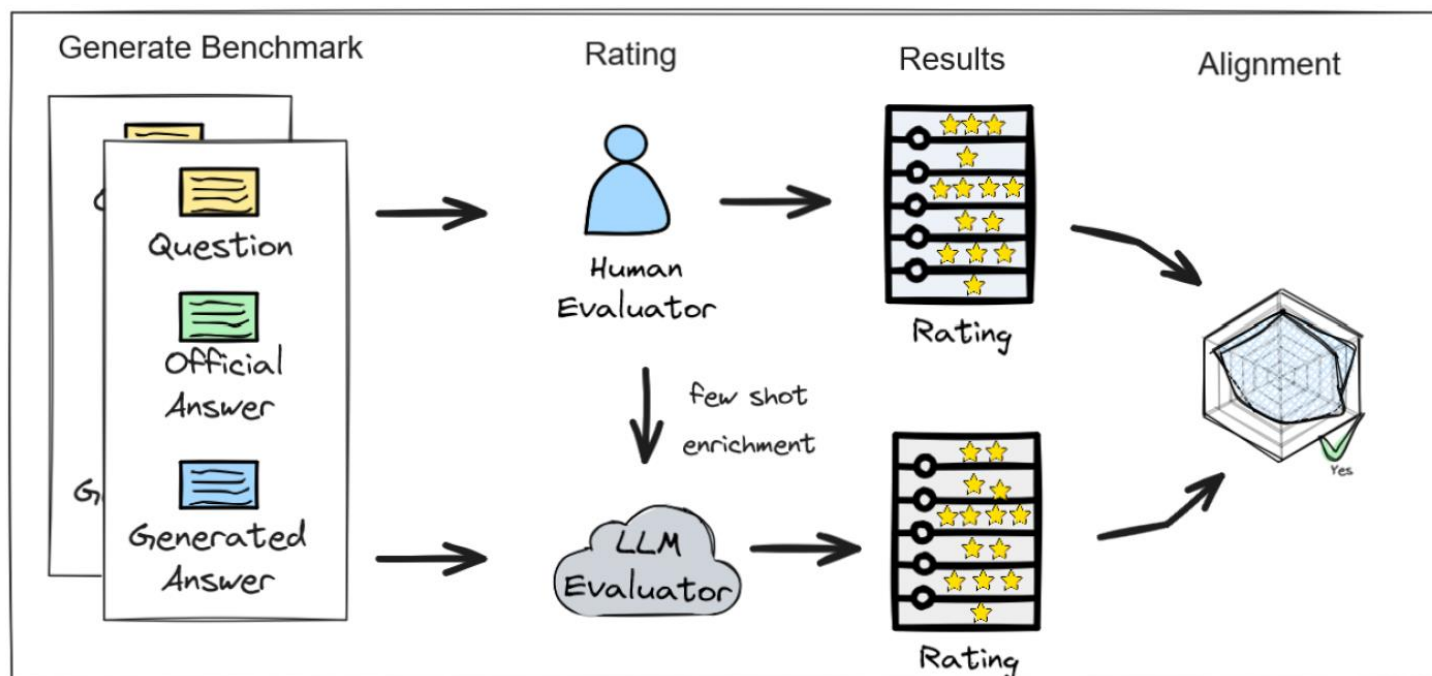 Generate Benchmark
Rating
Results
Alignment
Question
Official
Answer
Generated
Answer
Human
Evaluator
few shot
enrichment
LLM
Evaluator
Rating
Rating
Yes